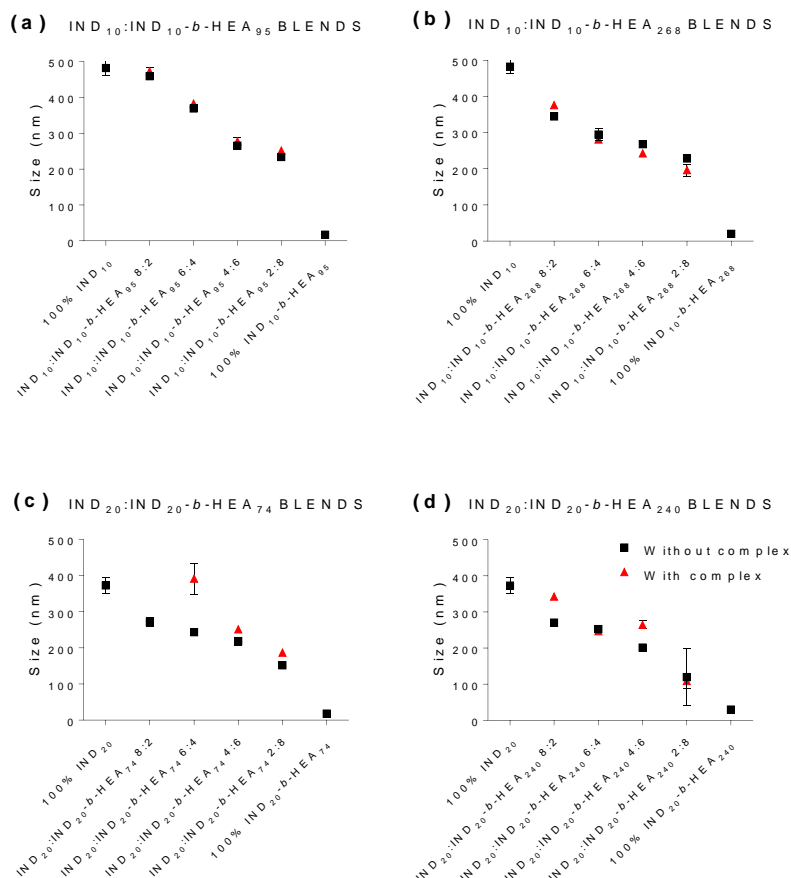 (a) IND₁₀:IND₁₀-b-HEA₉₅ BLENDS
Size (nm)
500
400
300
200
100
0
100% IND₁₀
IND₁₀:IND₁₀-b-HEA₉₅ 8:2
IND₁₀:IND₁₀-b-HEA₉₅ 6:4
IND₁₀:IND₁₀-b-HEA₉₅ 4:6
IND₁₀:IND₁₀-b-HEA₉₅ 2:8
100% IND₁₀-b-HEA₉₅
(b) IND₁₀:IND₁₀-b-HEA₂₆₈ BLENDS
Size (nm)
500
400
300
200
100
0
100% IND₁₀
IND₁₀:IND₁₀-b-HEA₂₆₈ 8:2
IND₁₀:IND₁₀-b-HEA₂₆₈ 6:4
IND₁₀:IND₁₀-b-HEA₂₆₈ 4:6
IND₁₀:IND₁₀-b-HEA₂₆₈ 2:8
100% IND₁₀-b-HEA₂₆₈
(c) IND₂₀:IND₂₀-b-HEA₇₄ BLENDS
Size (nm)
500
400
300
200
100
0
100% IND₂₀
IND₂₀:IND₂₀-b-HEA₇₄ 8:2
IND₂₀:IND₂₀-b-HEA₇₄ 6:4
IND₂₀:IND₂₀-b-HEA₇₄ 4:6
IND₂₀:IND₂₀-b-HEA₇₄ 2:8
100% IND₂₀-b-HEA₇₄
(d) IND₂₀:IND₂₀-b-HEA₂₄₀ BLENDS
Without complex
With complex
Size (nm)
500
400
300
200
100
0
100% IND₂₀
IND₂₀:IND₂₀-b-HEA₂₄₀ 8:2
IND₂₀:IND₂₀-b-HEA₂₄₀ 6:4
IND₂₀:IND₂₀-b-HEA₂₄₀ 4:6
IND₂₀:IND₂₀-b-HEA₂₄₀ 2:8
100% IND₂₀-b-HEA₂₄₀